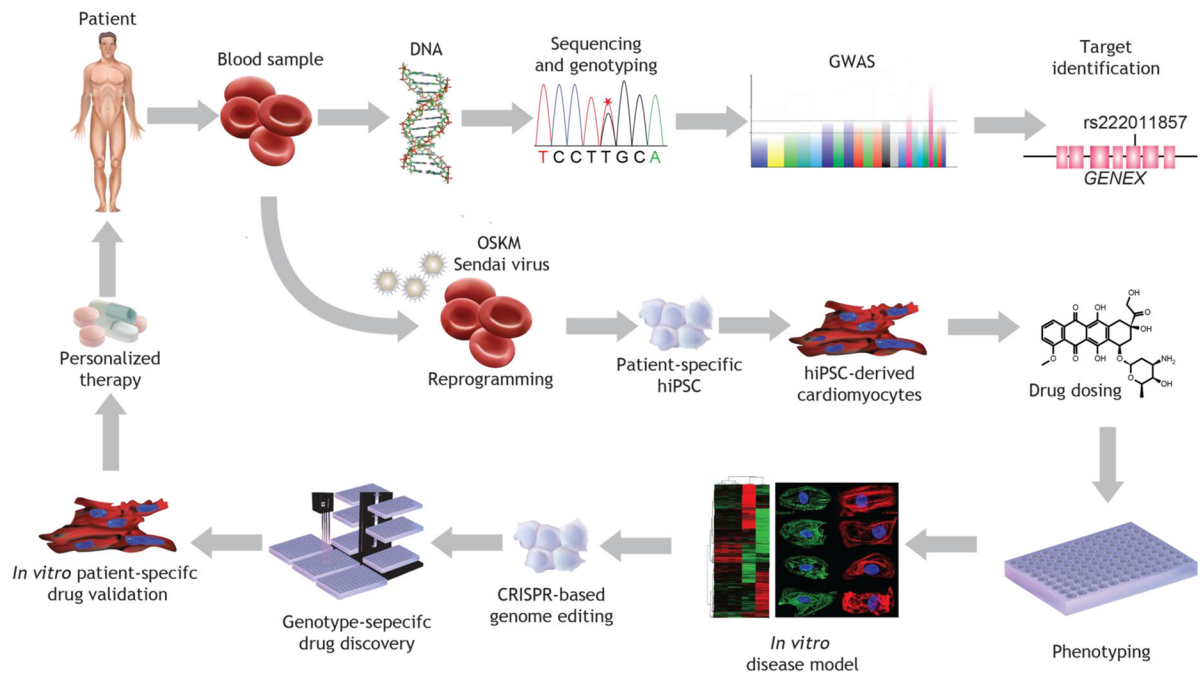 Patient
Blood sample
DNA
Sequencing
and genotyping
TCCTTGCA
GWAS
Target
identification
rs222011857
GENEX
OSKM
Sendai virus
Reprogramming
Patient-specific
hiPSC
hiPSC-derived
cardiomyocytes
OH
O
OH
O
OH
O
O
OH
O
NH₂
O
OH
Drug dosing
Personalized
therapy
In vitro patient-specifc
drug validation
Genotype-sepecifc
drug discovery
CRISPR-based
genome editing
In vitro
disease model
Phenotyping